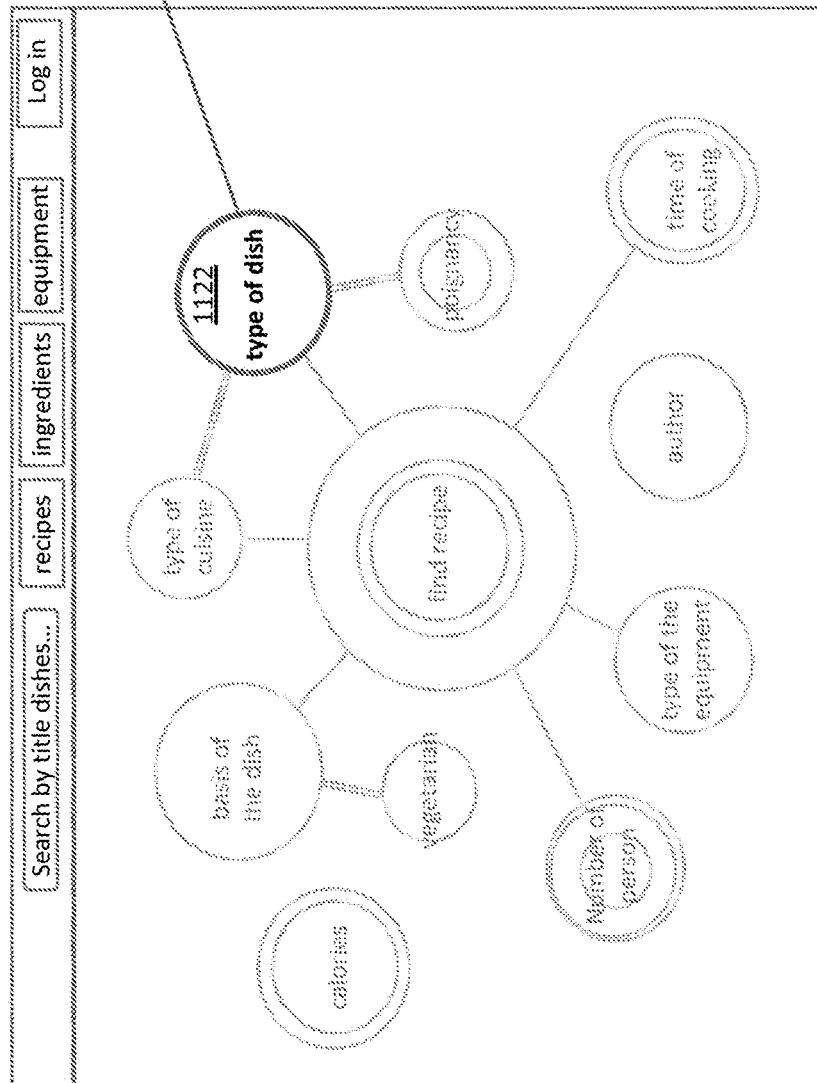 Search by title dishes...
recipes
ingredients
equipment
Log in
basis of
the dish
type of
cuisine
1122
type of dish
calories
vegetarian
find recipe
poignancy
Number of
person
type of the
equipment
author
time of
cooking